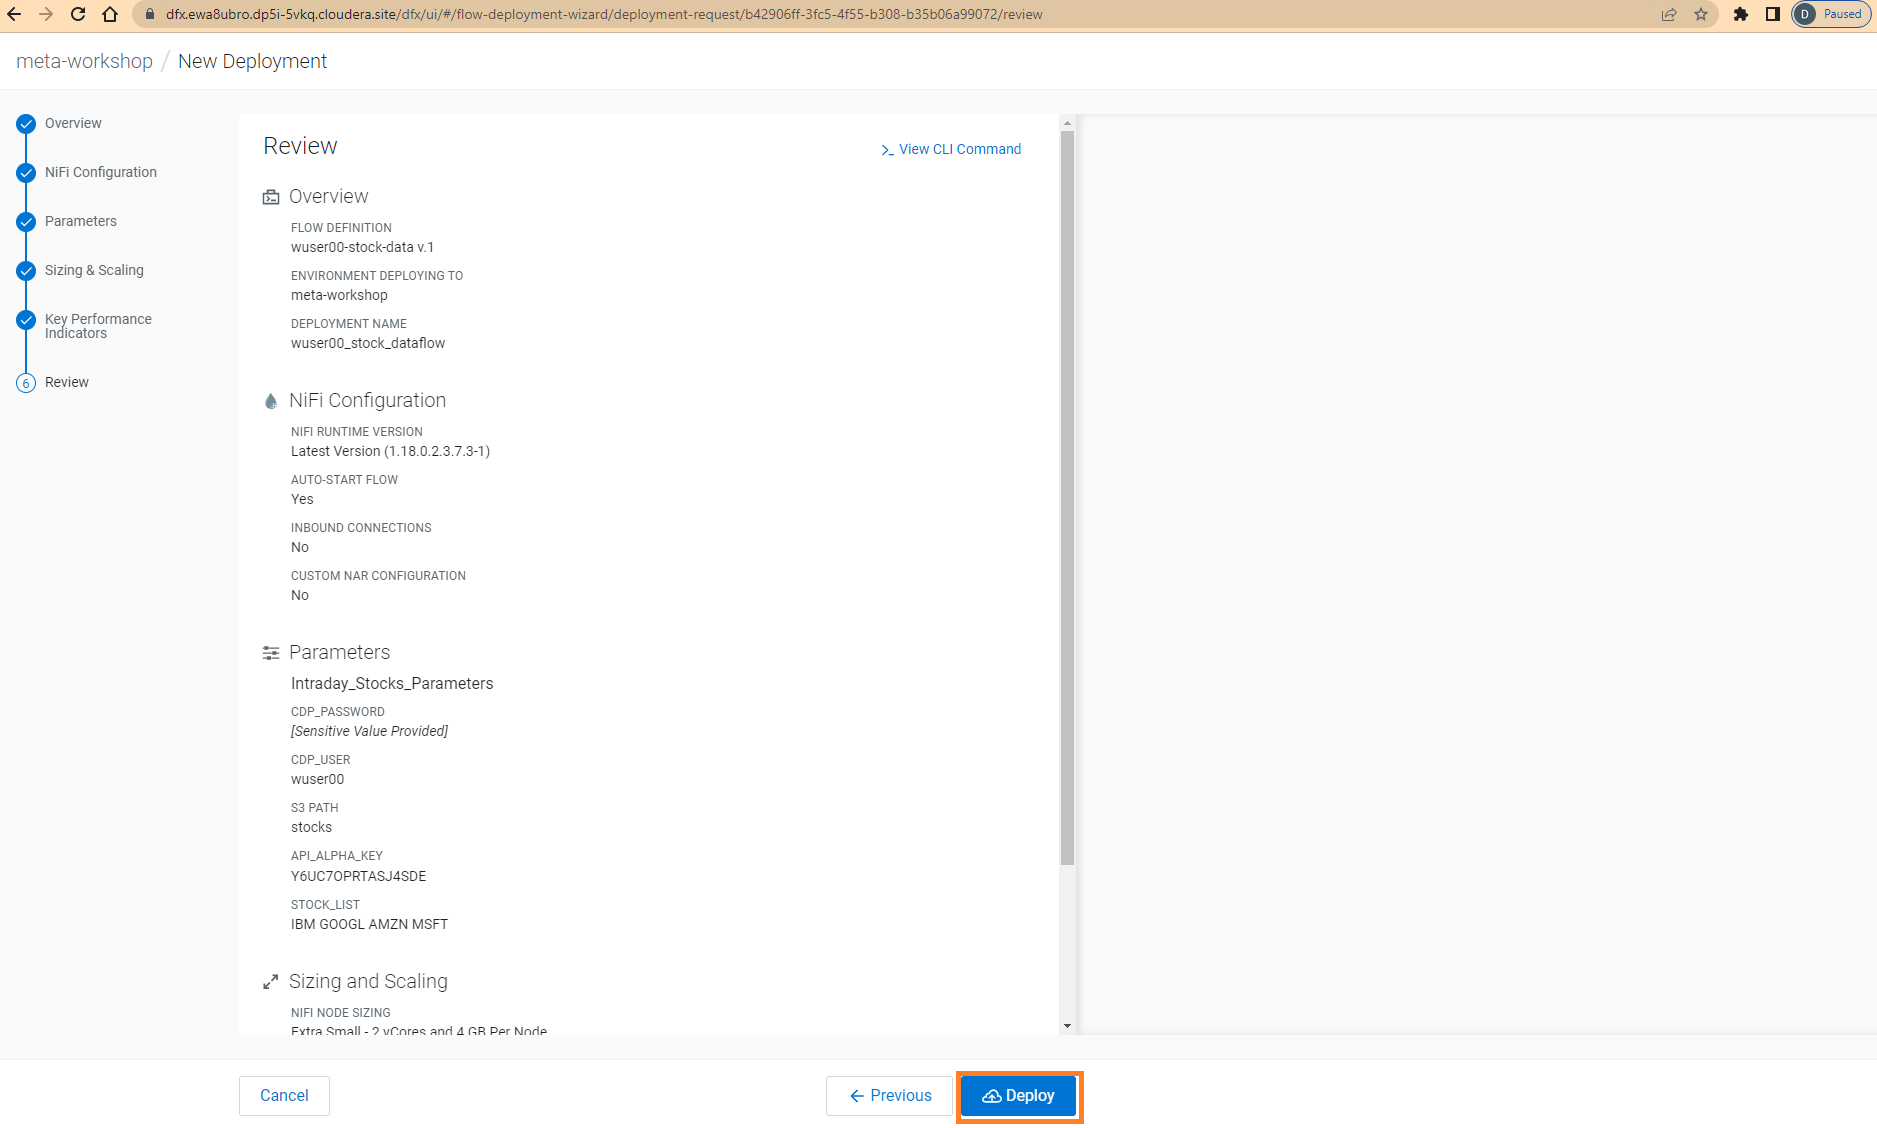 dfx.ewa8ubro.dp5i-5vkq.cloudera.site/dfx/ui/#/flow-deployment-wizard/deployment-request/b42906ff-3fc5-4f55-b308-b35b06a99072/review
D Paused
meta-workshop / New Deployment
Overview
NiFi Configuration
Parameters
Sizing & Scaling
Key Performance
Indicators
6 Review
Review
>_ View CLI Command
Overview
FLOW DEFINITION
wuser00-stock-data v.1
ENVIRONMENT DEPLOYING TO
meta-workshop
DEPLOYMENT NAME
wuser00_stock_dataflow
NiFi Configuration
NIFI RUNTIME VERSION
Latest Version (1.18.0.2.3.7.3-1)
AUTO-START FLOW
Yes
INBOUND CONNECTIONS
No
CUSTOM NAR CONFIGURATION
No
Parameters
Intraday_Stocks_Parameters
CDP_PASSWORD
[Sensitive Value Provided]
CDP_USER
wuser00
S3 PATH
stocks
API_ALPHA_KEY
Y6UC7OPRTASJ4SDE
STOCK_LIST
IBM GOOGL AMZN MSFT
Sizing and Scaling
NIFI NODE SIZING
Extra Small - 2 vCores and 4 GB Per Node
Cancel
Previous
Deploy